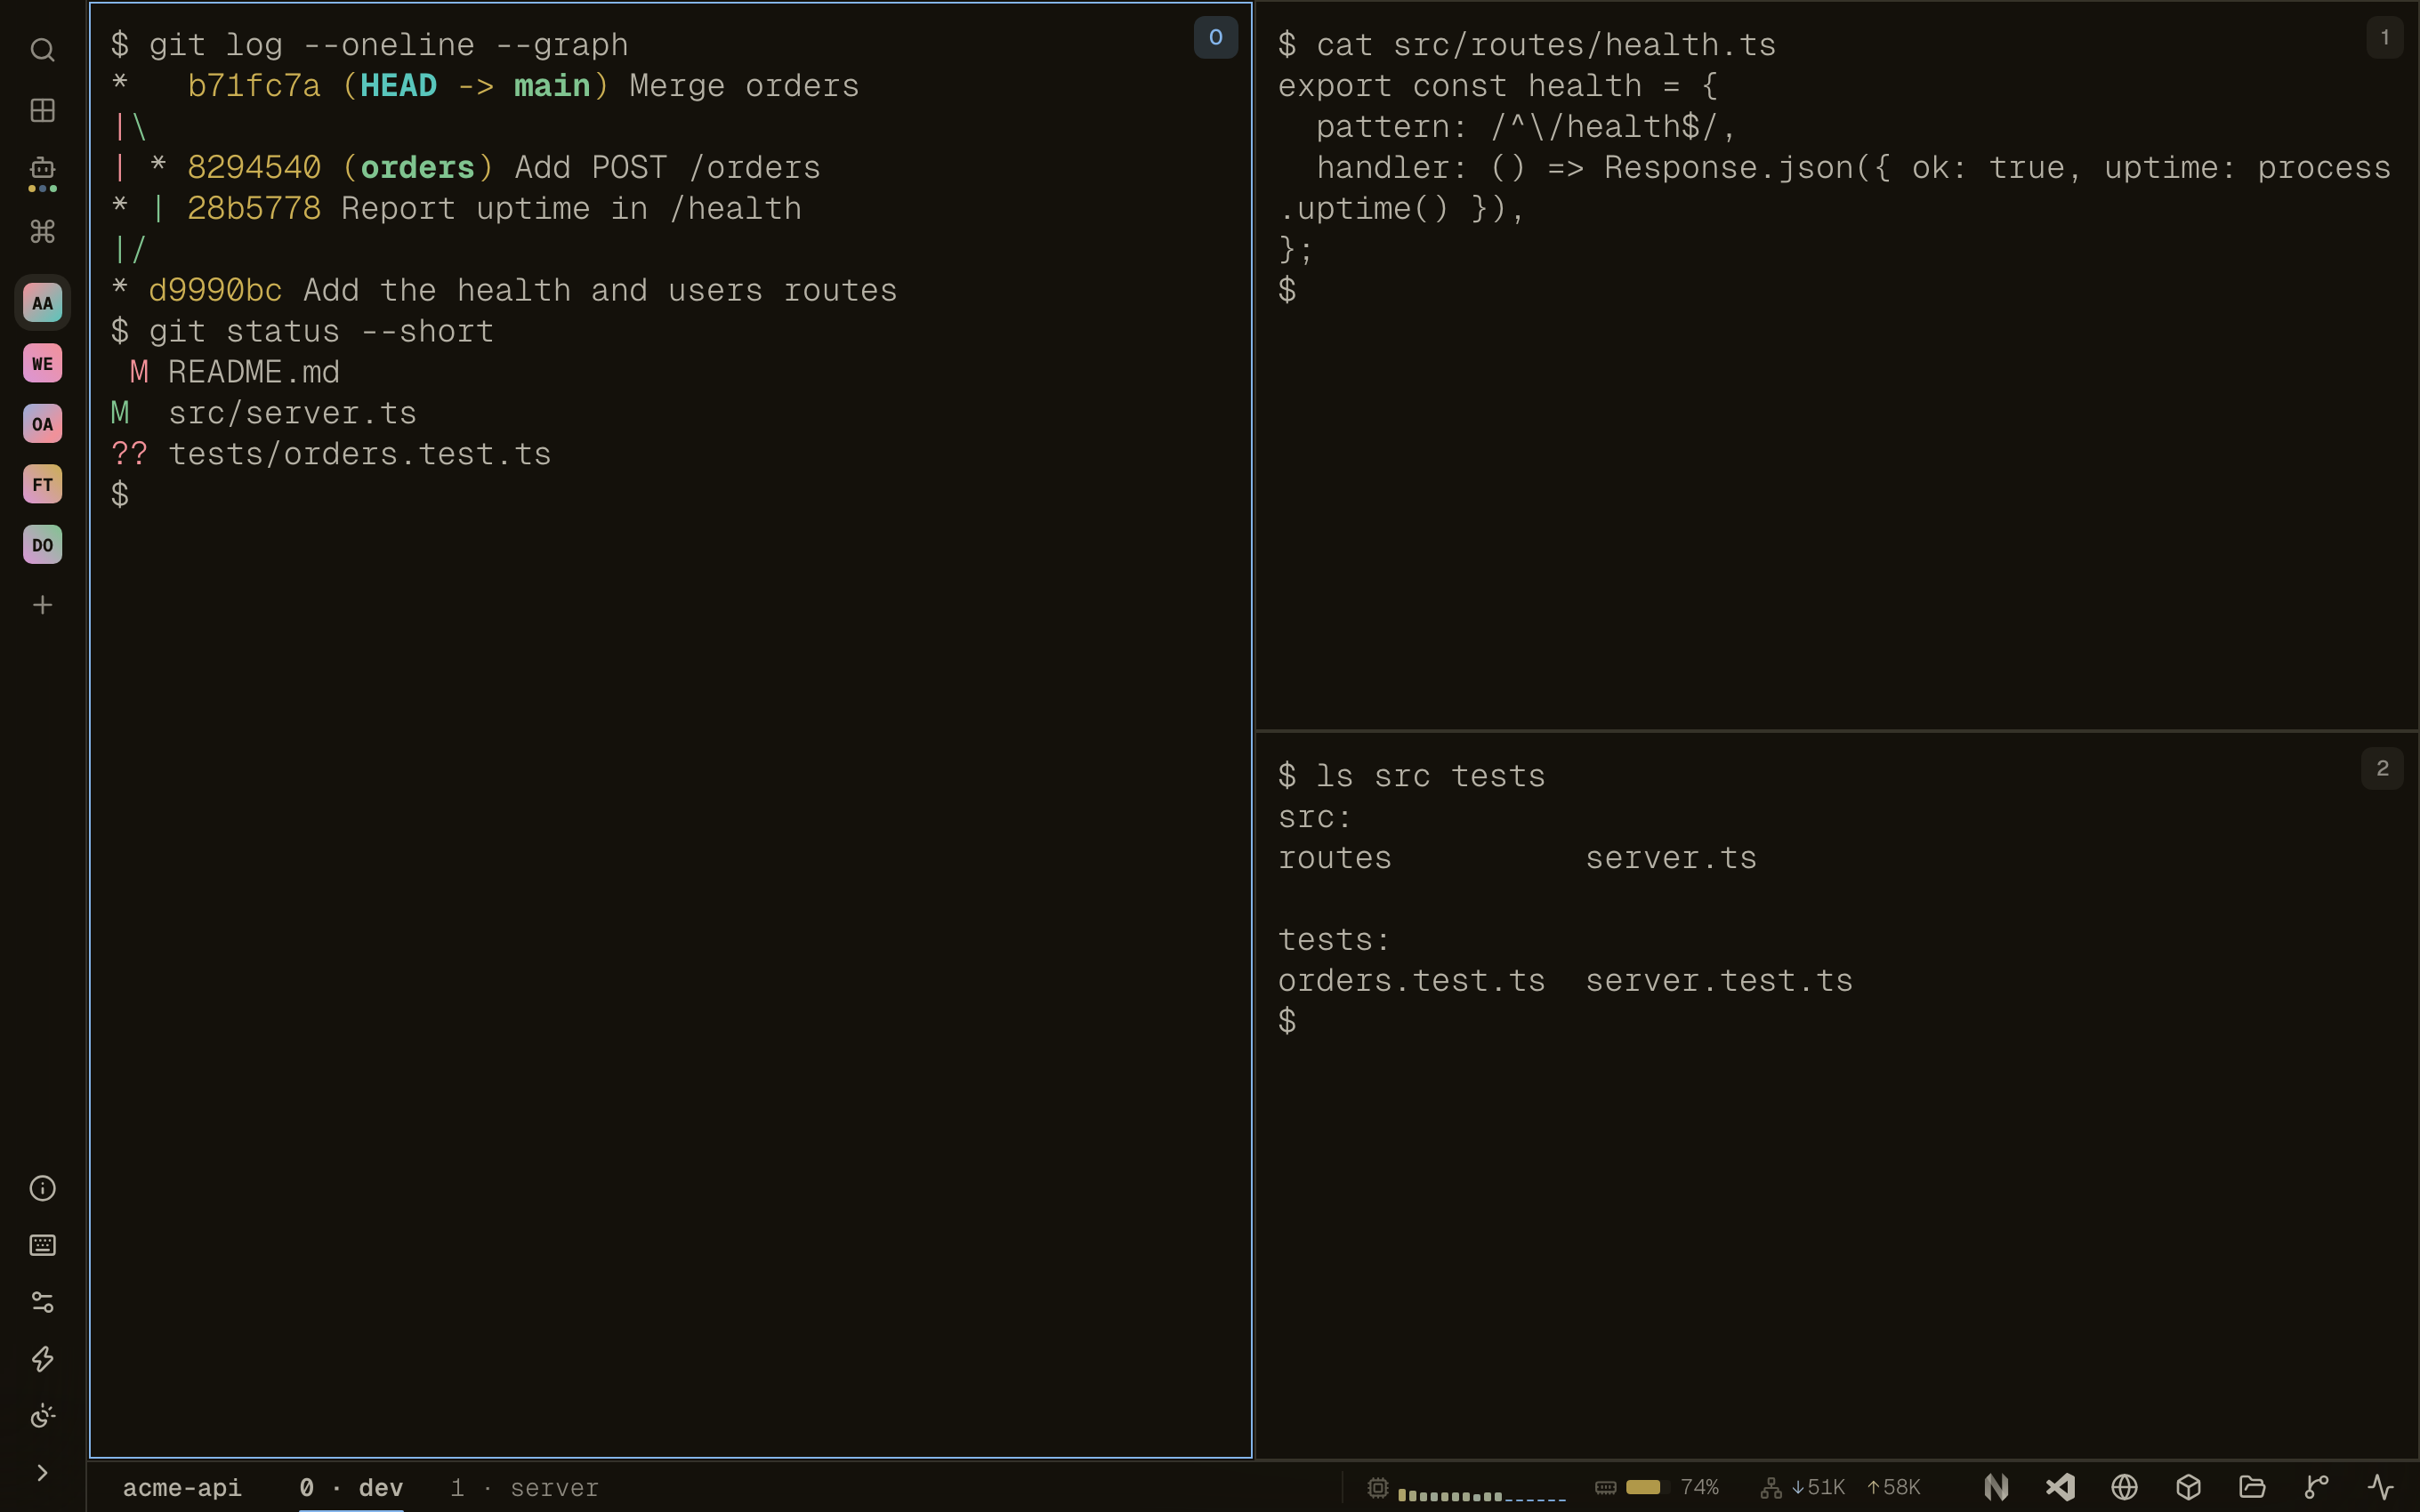 AA
WE
OA
FT
DO
0
$ git log --oneline --graph
*   b71fc7a (HEAD -> main) Merge orders
|\
| * 8294540 (orders) Add POST /orders
* | 28b5778 Report uptime in /health
|/
* d9990bc Add the health and users routes
$ git status --short
 M README.md
M  src/server.ts
?? tests/orders.test.ts
$
1
$ cat src/routes/health.ts
export const health = {
  pattern: /^\/health$/,
  handler: () => Response.json({ ok: true, uptime: process
.uptime() }),
};
$
2
$ ls src tests
src:
routes          server.ts

tests:
orders.test.ts  server.test.ts
$
acme-api 0 · dev 1 · server 74% ↓51K ↑58K